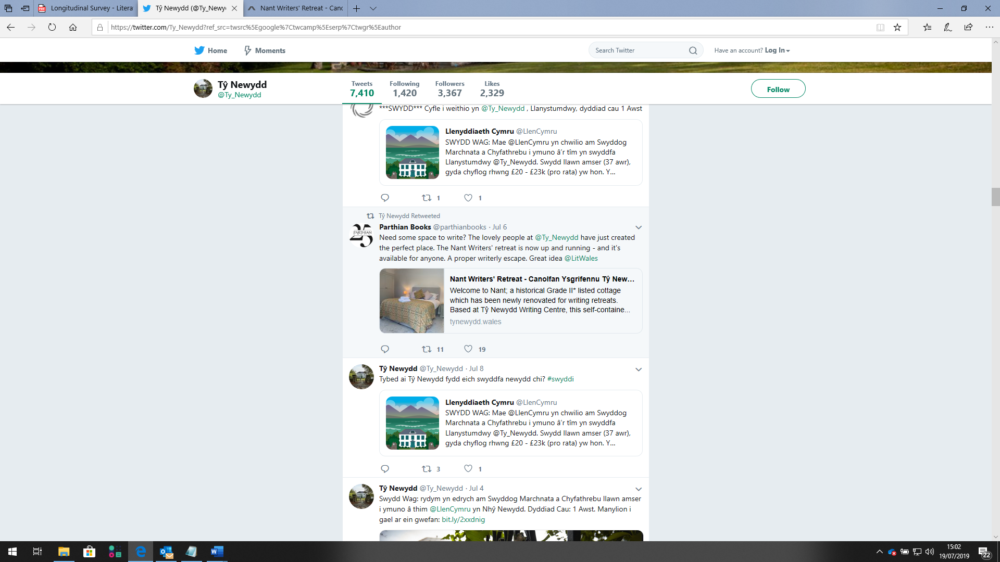 Longitudinal Survey - Litera
Tŷ Newydd (@Ty_Newy
Nant Writers' Retreat - Cano
https://twitter.com/Ty_Newydd?ref_src=twsrc%5Egoogle%7Ctwcamp%5Eserp%7Ctwgr%5Eauthor
Home
Moments
Search Twitter
Have an account? Log In
Tŷ Newydd
@Ty_Newydd
Tweets
7,410
Following
1,420
Followers
3,367
Likes
2,329
Follow
***SWYDD*** Cyfle i weithio yn @Ty_Newydd , Llanystumdwy, dyddiad cau 1 Awst
Llenyddiaeth Cymru @LlenCymru
SWYDD WAG: Mae @LlenCymru yn chwilio am Swyddog
Marchnata a Chyfathrebu i ymuno â'r tîm yn swyddfa
Llanystumdwy @Ty_Newydd. Swydd llawn amser (37 awr),
gyda chyflog rhwng £20 - £23k (pro rata) yw hon. Y...
1 1
Tŷ Newydd Retweeted
PARTHIAN
25
Parthian Books @parthianbooks · Jul 6
Need some space to write? The lovely people at @Ty_Newydd have just created
the perfect place. The Nant Writers' retreat is now up and running - and it's
available for anyone. A proper writerly escape. Great idea @LitWales
Nant Writers' Retreat - Canolfan Ysgrifennu Tŷ New...
Welcome to Nant; a historical Grade II* listed cottage
which has been newly renovated for writing retreats.
Based at Tŷ Newydd Writing Centre, this self-containe...
tynewydd.wales
11 19
Tŷ Newydd @Ty_Newydd · Jul 8
Tybed ai Tŷ Newydd fydd eich swyddfa newydd chi? #swyddi
Llenyddiaeth Cymru @LlenCymru
SWYDD WAG: Mae @LlenCymru yn chwilio am Swyddog
Marchnata a Chyfathrebu i ymuno â'r tîm yn swyddfa
Llanystumdwy @Ty_Newydd. Swydd llawn amser (37 awr),
gyda chyflog rhwng £20 - £23k (pro rata) yw hon. Y...
3 1
Tŷ Newydd @Ty_Newydd · Jul 4
Swydd Wag: rydym yn edrych am Swyddog Marchnata a Chyfathrebu llawn amser
i ymuno â thim @LlenCymru yn Nhŷ Newydd. Dyddiad Cau: 1 Awst. Manylion i
gael ar ein gwefan: bit.ly/2xxdnig
15:02
19/07/2019
22